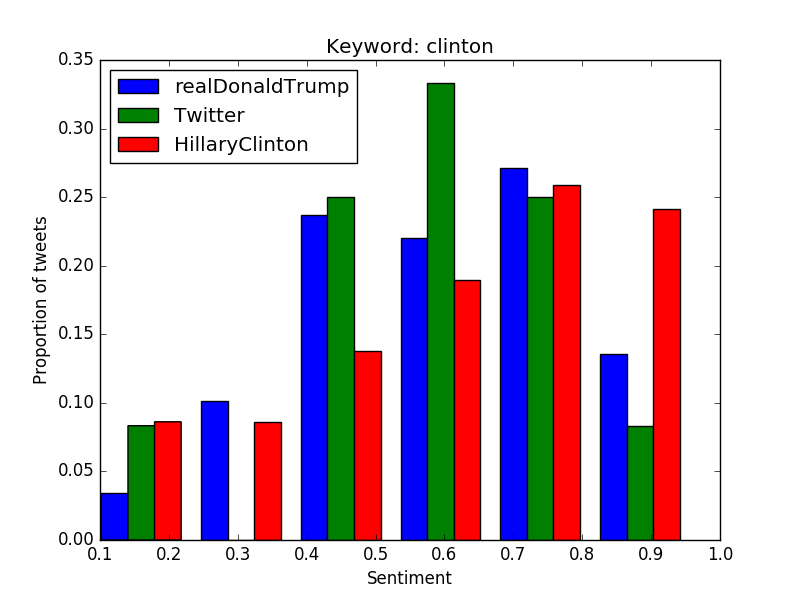 Keyword: clinton
realDonaldTrump
Twitter
HillaryClinton
Proportion of tweets
0.35
0.30
0.25
0.20
0.15
0.10
0.05
0.00
0.1 0.2 0.3 0.4 0.5 0.6 0.7 0.8 0.9 1.0
Sentiment